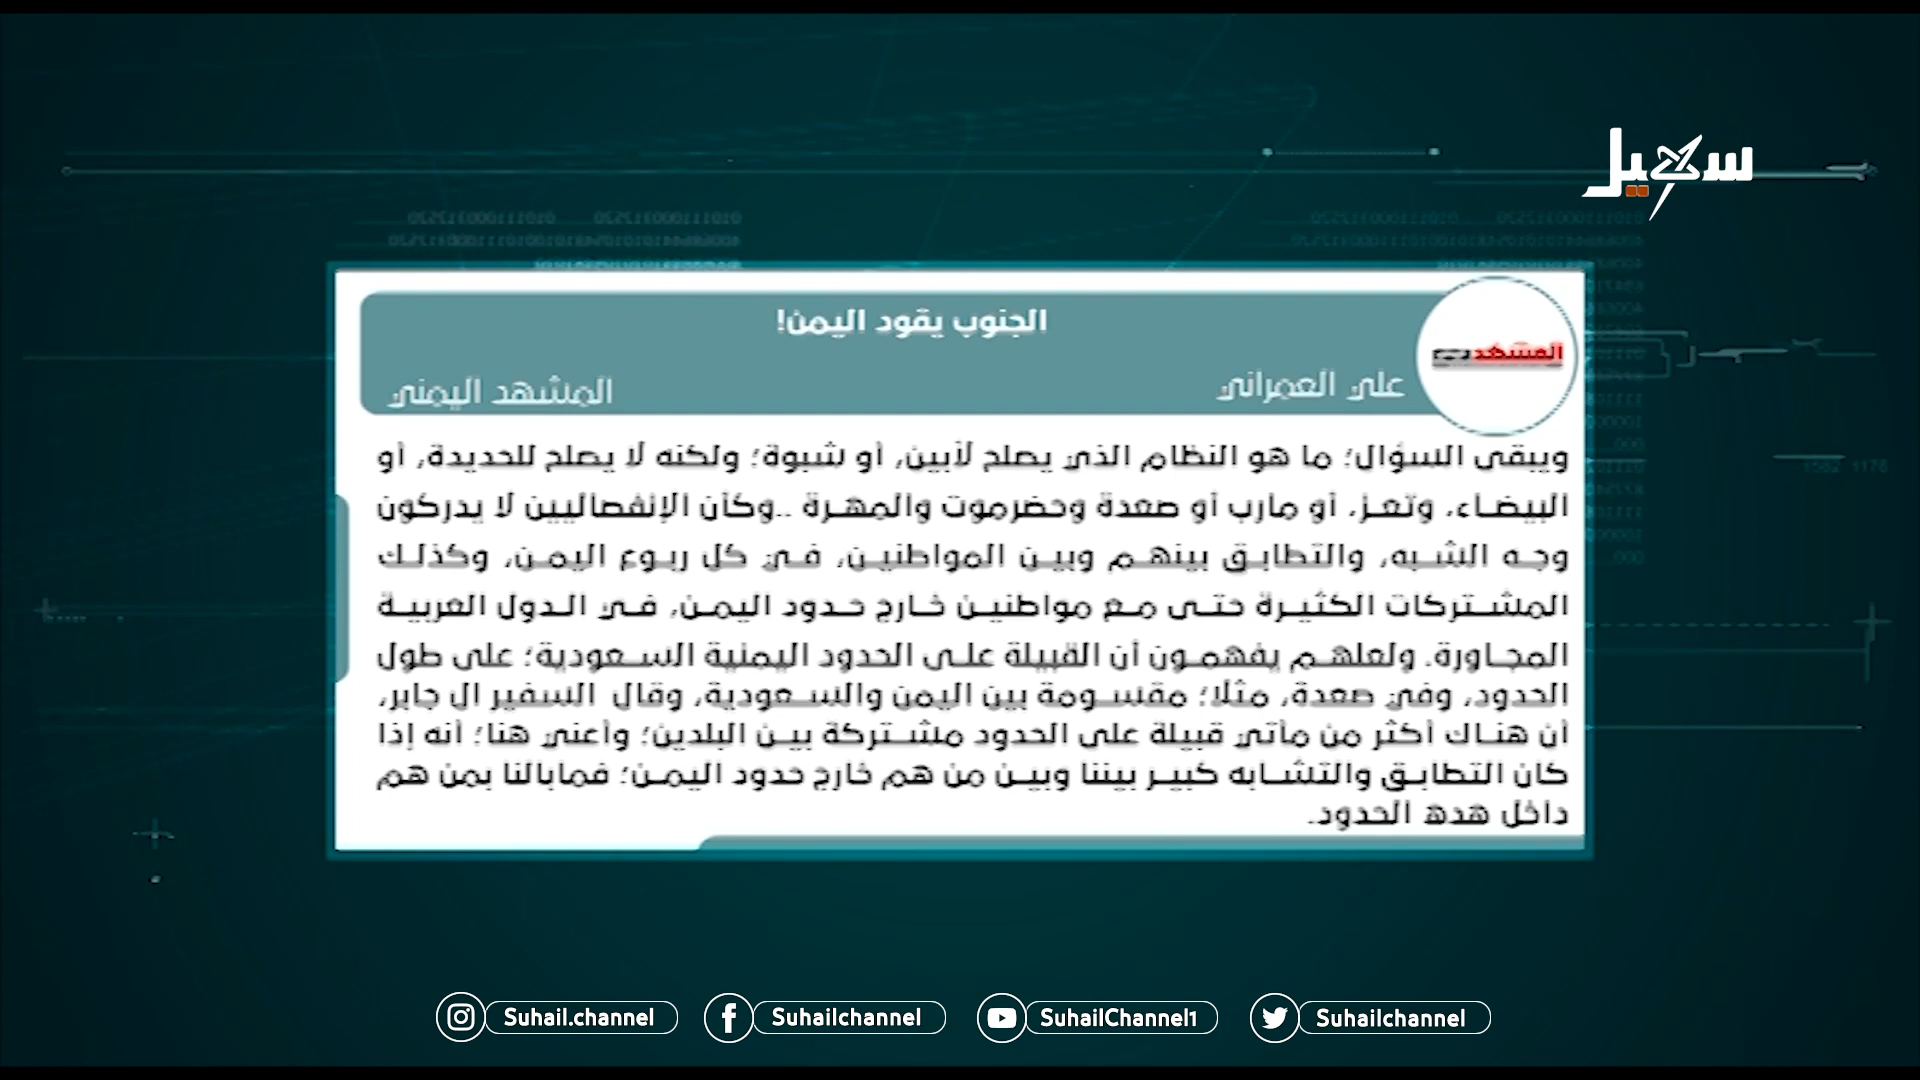 سهيل
الجنوب يقود اليمن!
المشهد
علي العمراني
المشهد اليمني
ويبقى السؤال؛ ما هو النظام الذي يصلح لأبين، أو شبوة؛ ولكنه لا يصلح للحديدة، أو
البيضاء، وتعز، أو مارب أو صعدة وحضرموت والمهرة ..وكأن الإنفصاليين لا يدركون
وجه الشبه، والتطابق بينهم وبين المواطنين، في كل ربوع اليمن، وكذلك
المشتركات الكثيرة حتى مع مواطنين خارج حدود اليمن، في الدول العربية
المجاورة. ولعلهم يفهمون أن القبيلة على الحدود اليمنية السعودية؛ على طول
الحدود، وفي صعدة، مثلا؛ مقسومة بين اليمن والسعودية، وقال السفير ال جابر،
أن هناك أكثر من مأتي قبيلة على الحدود مشتركة بين البلدين؛ وأعني هنا؛ أنه إذا
كان التطابق والتشابه كبير بيننا وبين من هم خارج حدود اليمن؛ فمابالنا بمن هم
داخل هده الحدود.
Suhail.channel
Suhailchannel
SuhailChannel1
Suhailchannel